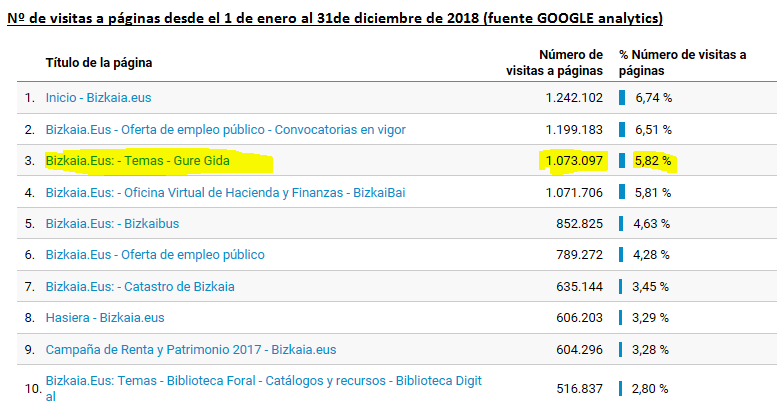 Nº de visitas a páginas desde el 1 de enero al 31de diciembre de 2018 (fuente GOOGLE analytics)
Título de la página Número de visitas a páginas % Número de visitas a páginas
1. Inicio - Bizkaia.eus 1.242.102 6,74 %
2. Bizkaia.Eus - Oferta de empleo público - Convocatorias en vigor 1.199.183 6,51 %
3. Bizkaia.Eus: - Temas - Gure Gida 1.073.097 5,82 %
4. Bizkaia.Eus: - Oficina Virtual de Hacienda y Finanzas - BizkaiBai 1.071.706 5,81 %
5. Bizkaia.Eus: - Bizkaibus 852.825 4,63 %
6. Bizkaia.Eus - Oferta de empleo público 789.272 4,28 %
7. Bizkaia.Eus: - Catastro de Bizkaia 635.144 3,45 %
8. Hasiera - Bizkaia.eus 606.203 3,29 %
9. Campaña de Renta y Patrimonio 2017 - Bizkaia.eus 604.296 3,28 %
10. Bizkaia.Eus: Temas - Biblioteca Foral - Catálogos y recursos - Biblioteca Digit
al 516.837 2,80 %